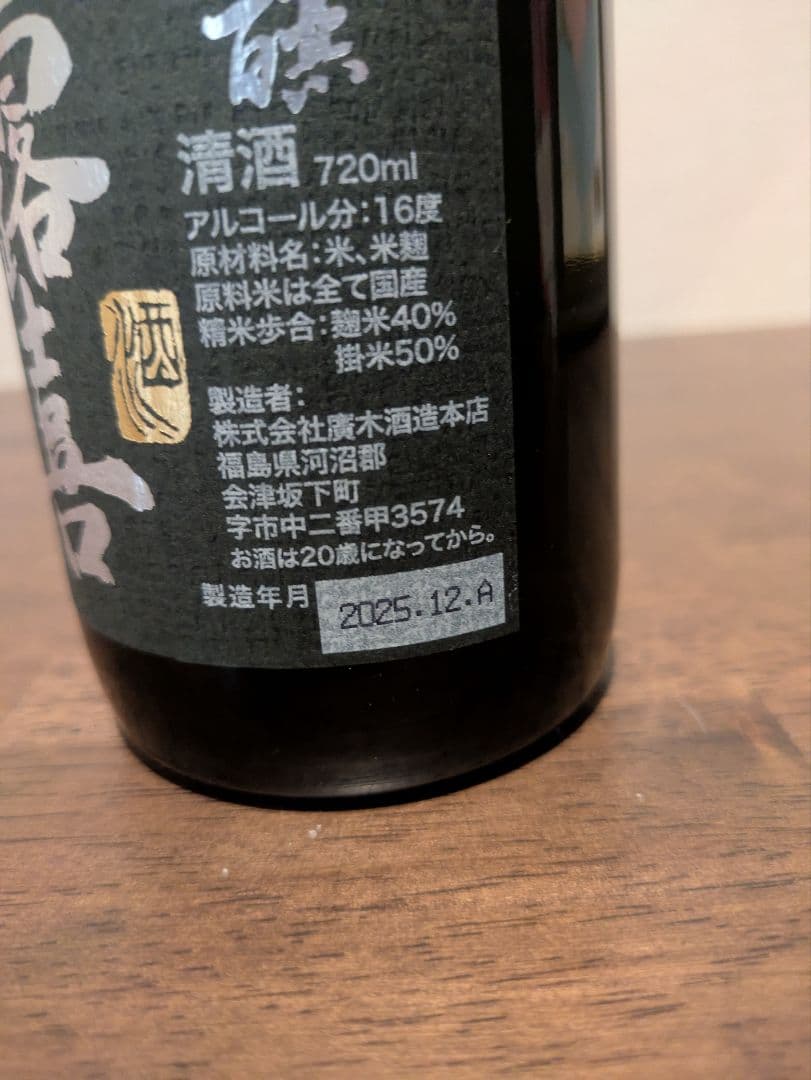 醸
清酒 720ml
アルコール分：16度
原材料名：米、米麹
原料米は全て国産
精米歩合：麹米40%
掛米50%
酒
製造者：
株式会社廣木酒造本店
福島県河沼郡
会津坂下町
字市中二番甲3574
お酒は20歳になってから。
製造年月 2025.12.A